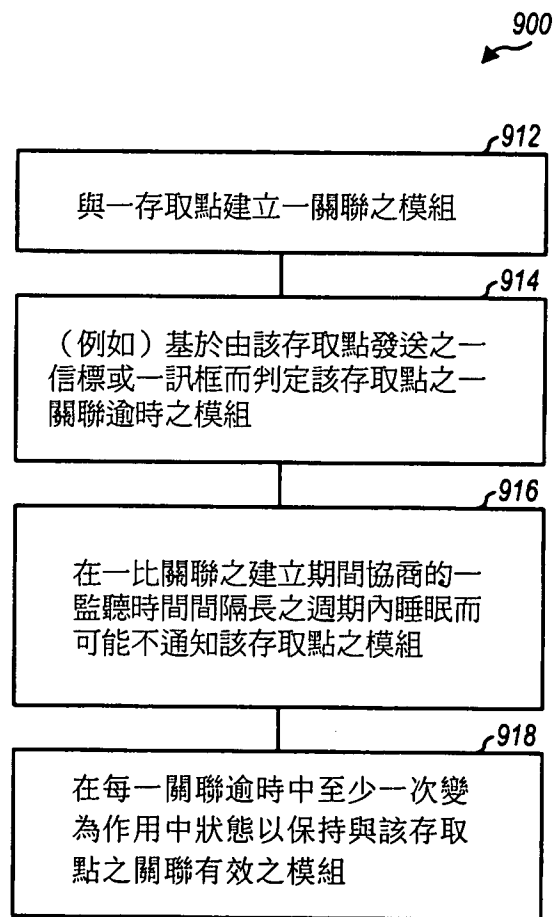 900
912
與一存取點建立一關聯之模組
914
（例如）基於由該存取點發送之一
信標或一訊框而判定該存取點之一
關聯逾時之模組
916
在一比關聯之建立期間協商的一
監聽時間間隔長之週期內睡眠而
可能不通知該存取點之模組
918
在每一關聯逾時中至少一次變
為作用中狀態以保持與該存取
點之關聯有效之模組